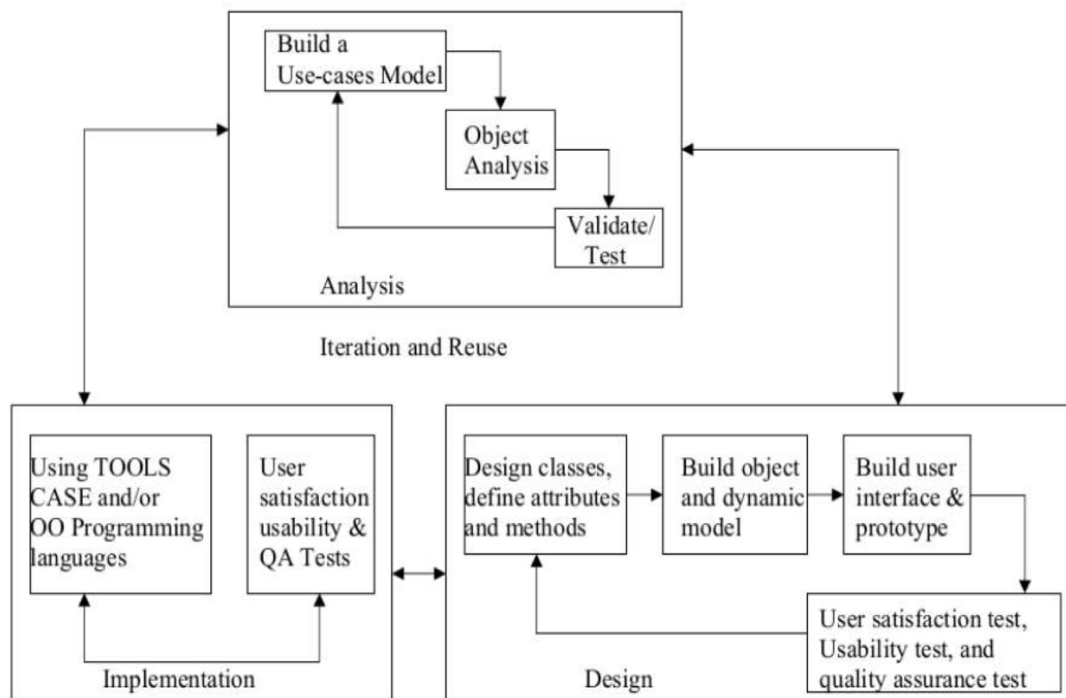 Build a
Use-cases Model
Object
Analysis
Validate/
Test
Analysis
Iteration and Reuse
Using TOOLS
CASE and/or
OO Programming
languages
User
satisfaction
usability &
QA Tests
Implementation
Design classes,
define attributes
and methods
Build object
and dynamic
model
Build user
interface &
prototype
User satisfaction test,
Usability test, and
quality assurance test
Design